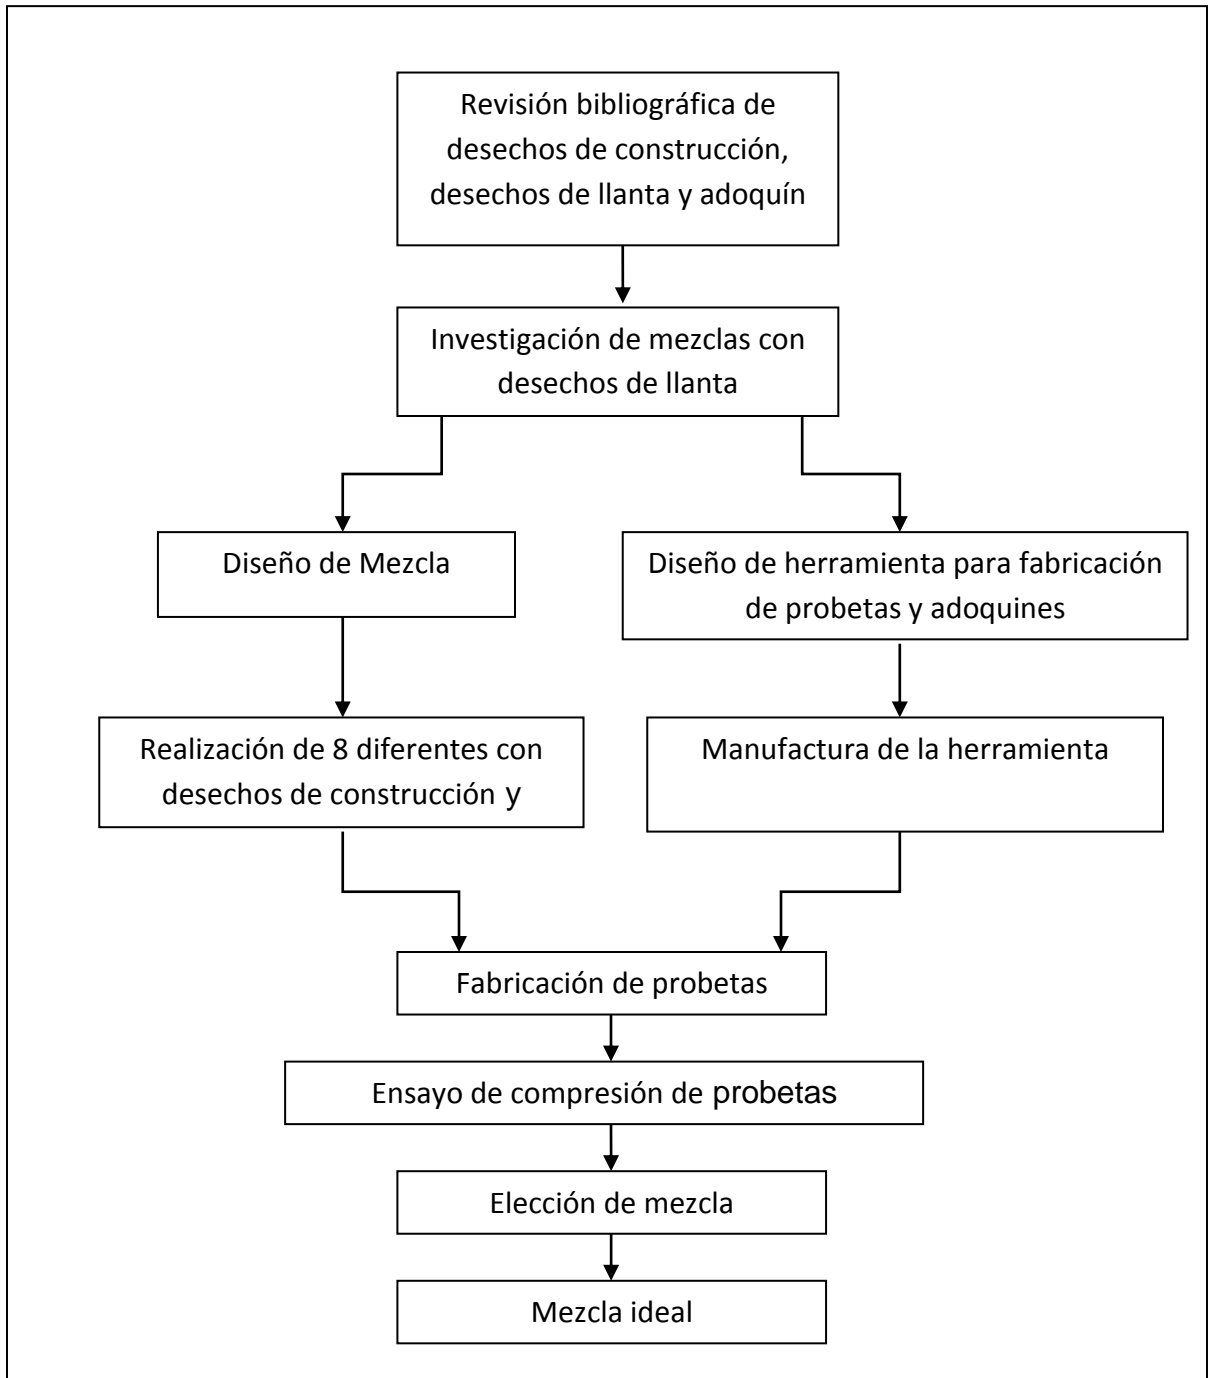 Revisión bibliográfica de
desechos de construcción,
desechos de llanta y adoquín
Investigación de mezclas con
desechos de llanta
Diseño de Mezcla
Diseño de herramienta para fabricación
de probetas y adoquines
Realización de 8 diferentes con
desechos de construcción y
Manufactura de la herramienta
Fabricación de probetas
Ensayo de compresión de probetas
Elección de mezcla
Mezcla ideal